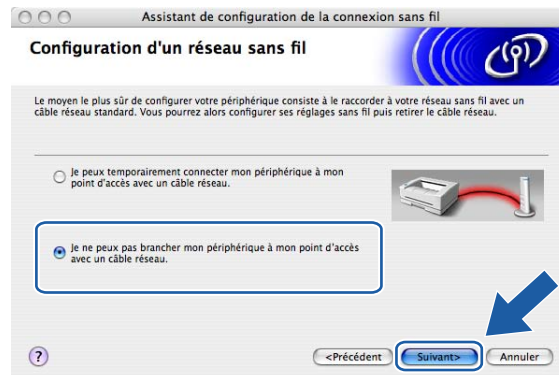 Assistant de configuration de la connexion sans fil
Configuration d'un réseau sans fil
Le moyen le plus sûr de configurer votre périphérique consiste à le raccorder à votre réseau sans fil avec un
câble réseau standard. Vous pourrez alors configurer ses réglages sans fil puis retirer le câble réseau.
Je peux temporairement connecter mon périphérique à mon
point d'accès avec un câble réseau.
Je ne peux pas brancher mon périphérique à mon point d'accès
avec un câble réseau.
? <Précédent Suivant> Annuler